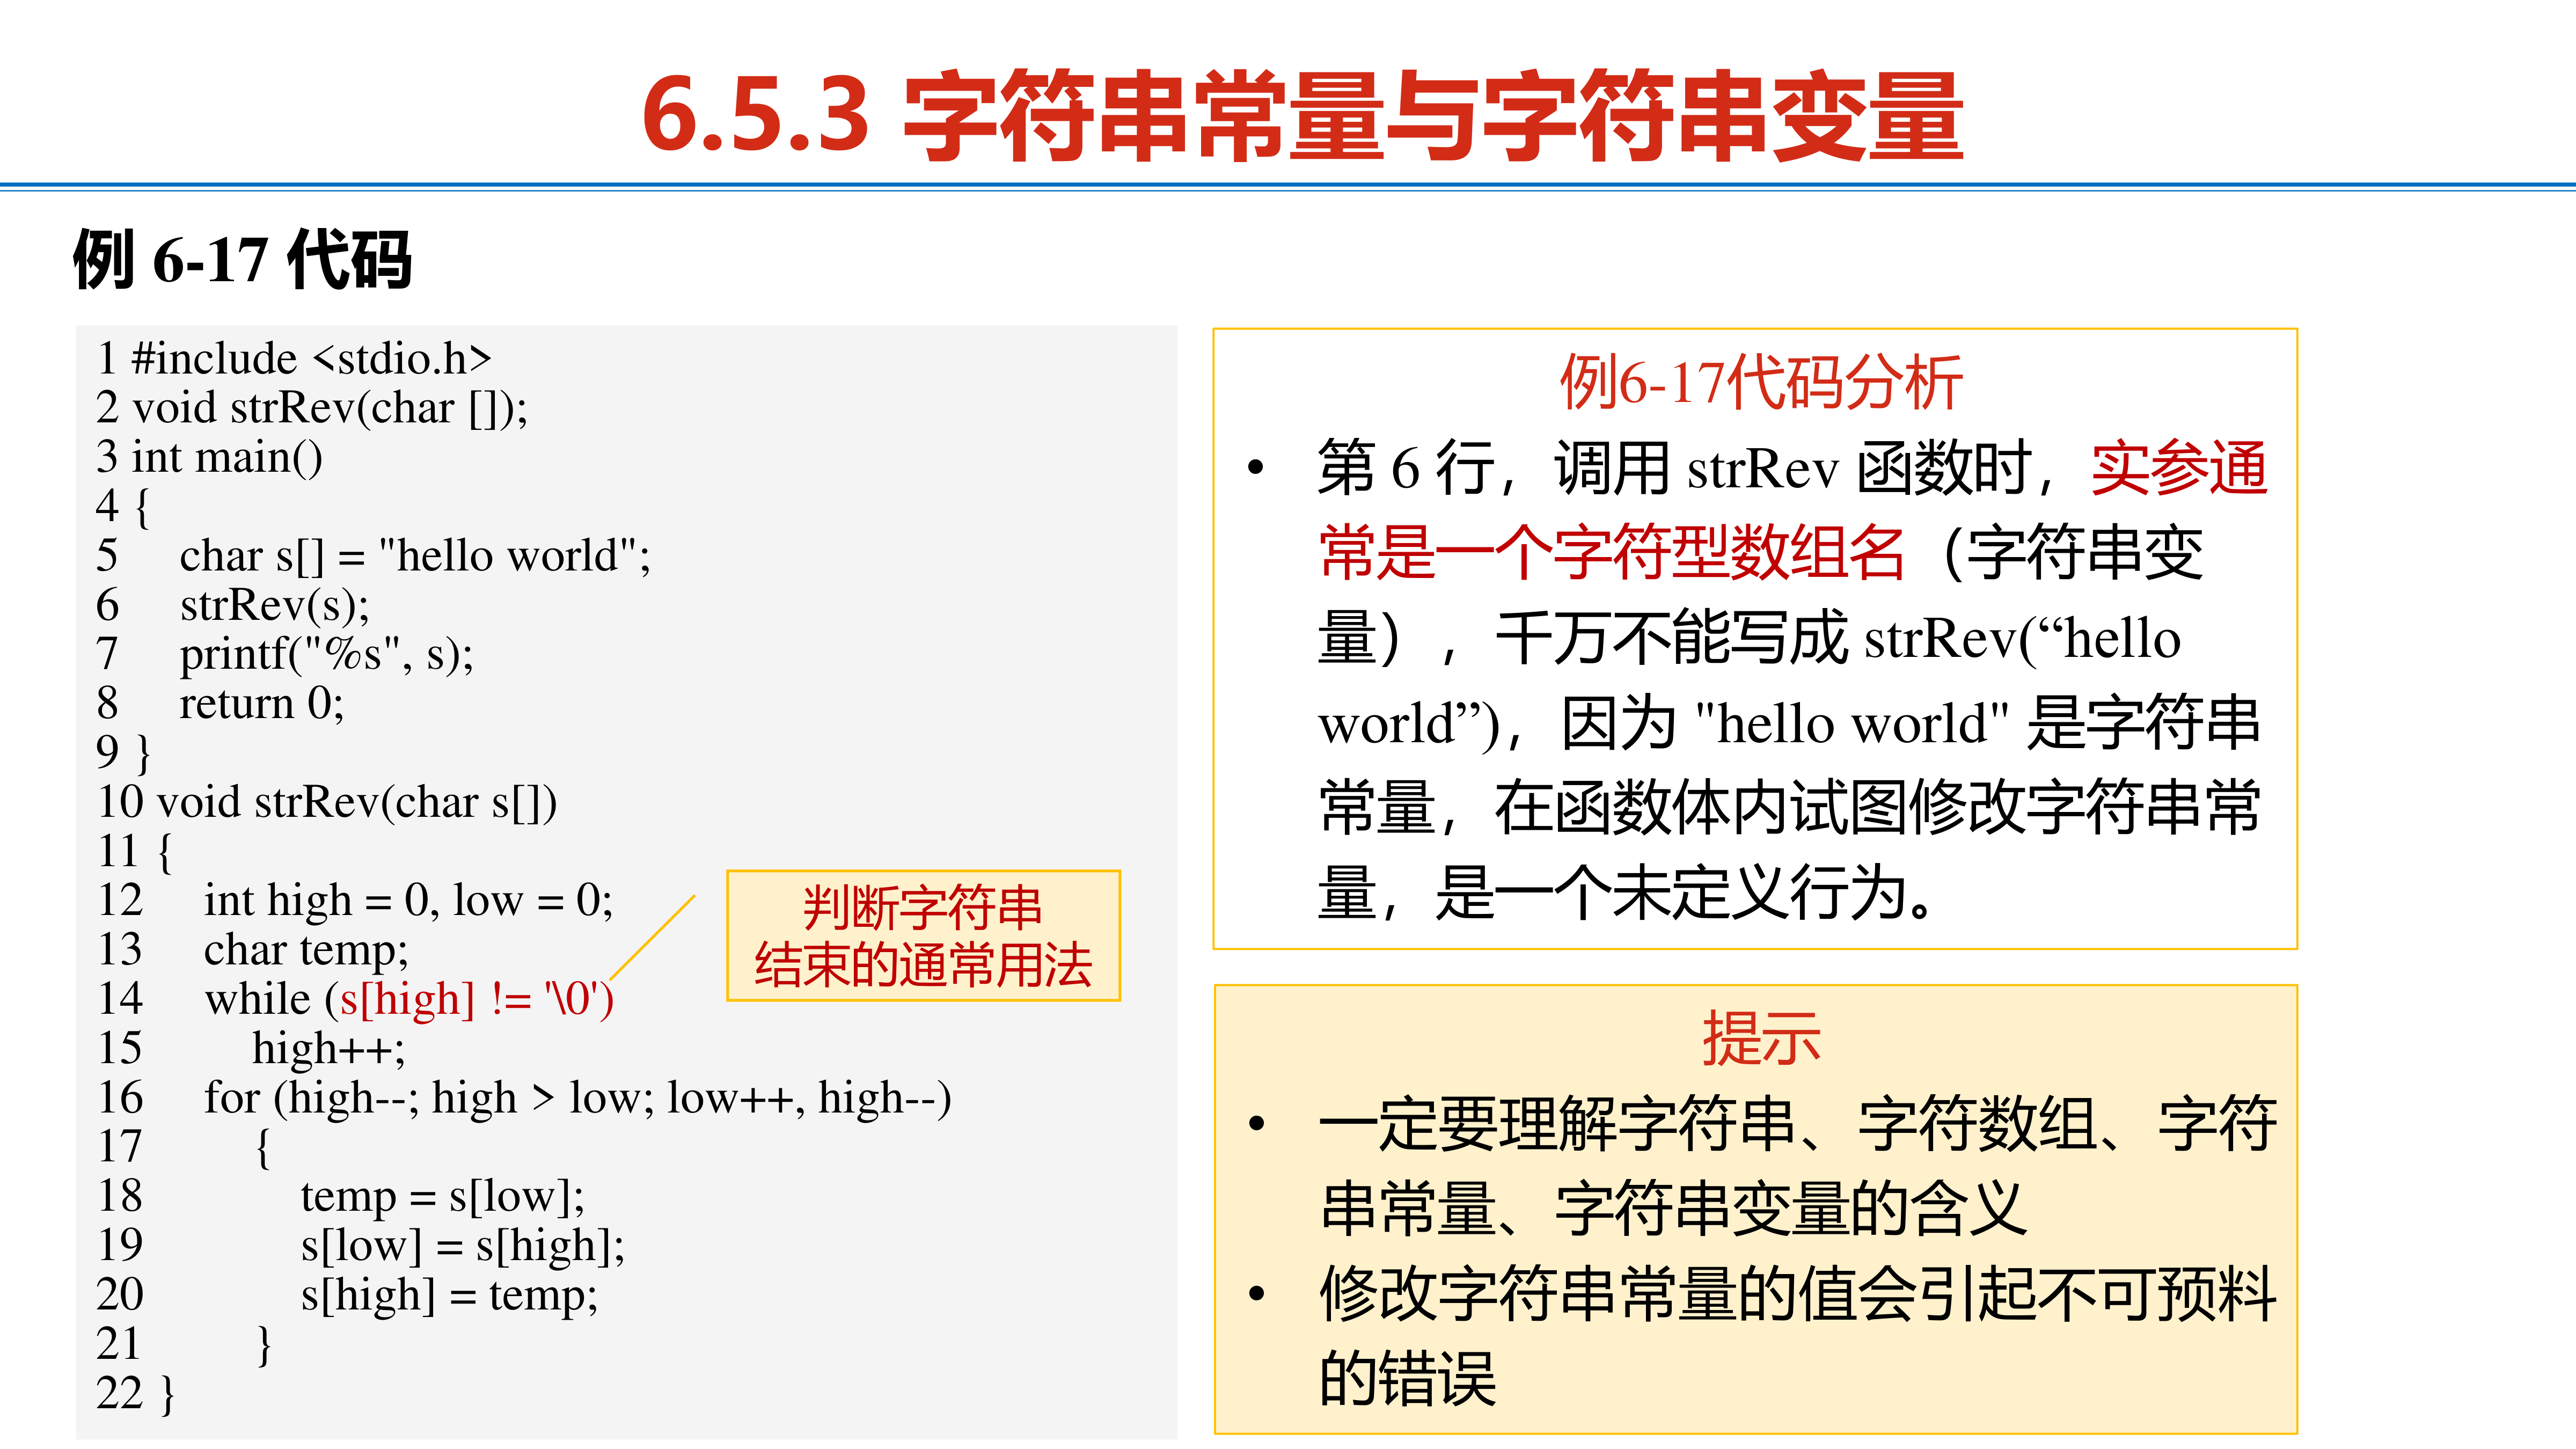 6.5.3 字符串常量与字符串变量
例 6-17 代码
1 #include <stdio.h>
2 void strRev(char []);
3 int main()
4 {
5     char s[] = "hello world";
6     strRev(s);
7     printf("%s", s);
8     return 0;
9 }
10 void strRev(char s[])
11 {
12     int high = 0, low = 0;
13     char temp;
14     while (s[high] != '\0')
15         high++;
16     for (high--; high > low; low++, high--)
17         {
18             temp = s[low];
19             s[low] = s[high];
20             s[high] = temp;
21         }
22 }
判断字符串
结束的通常用法
例6-17代码分析
• 第 6 行，调用 strRev 函数时，实参通
常是一个字符型数组名（字符串变
量），千万不能写成 strRev(“hello
world”)，因为 "hello world" 是字符串
常量，在函数体内试图修改字符串常
量，是一个未定义行为。
提示
• 一定要理解字符串、字符数组、字符
串常量、字符串变量的含义
• 修改字符串常量的值会引起不可预料
的错误